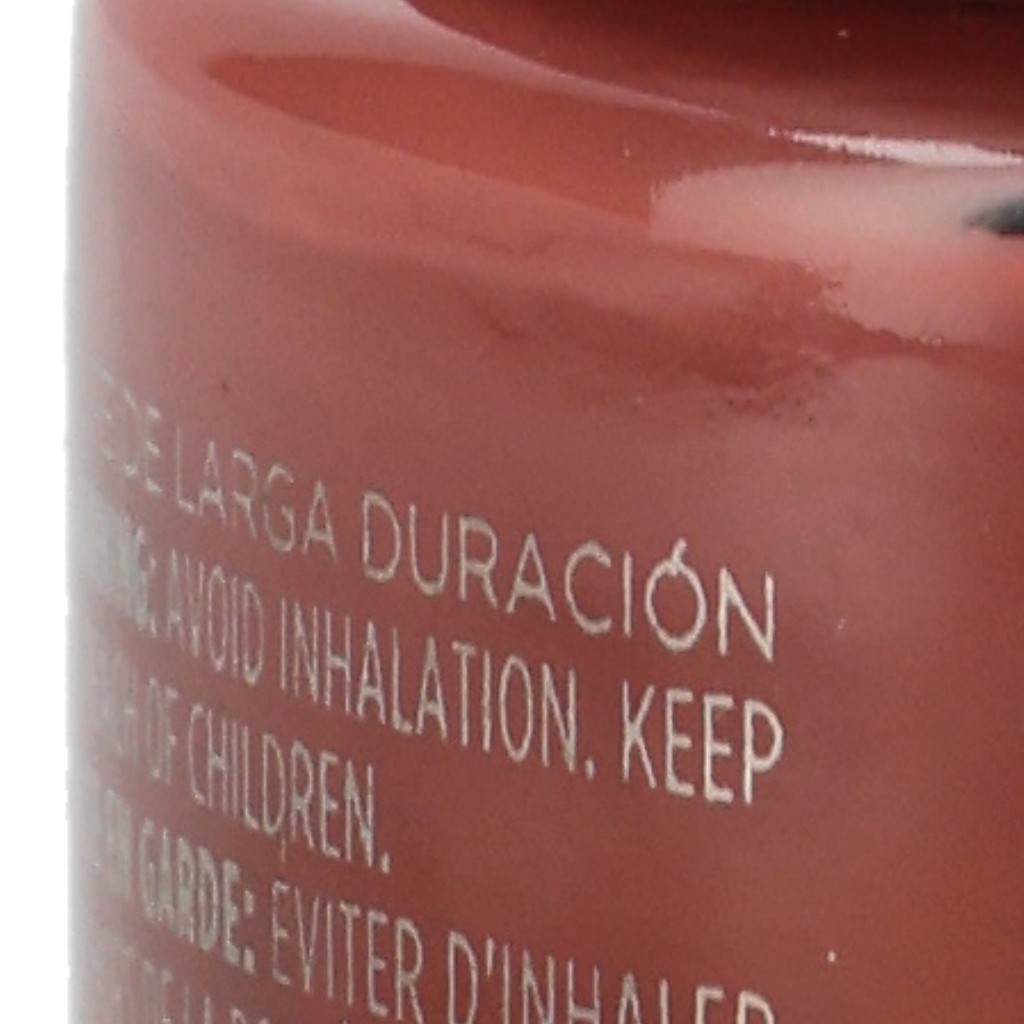 DE LARGA DURACIÓN
AVOID INHALATION. KEEP
OF CHILDREN.
GARDE: EVITER D'INHALER